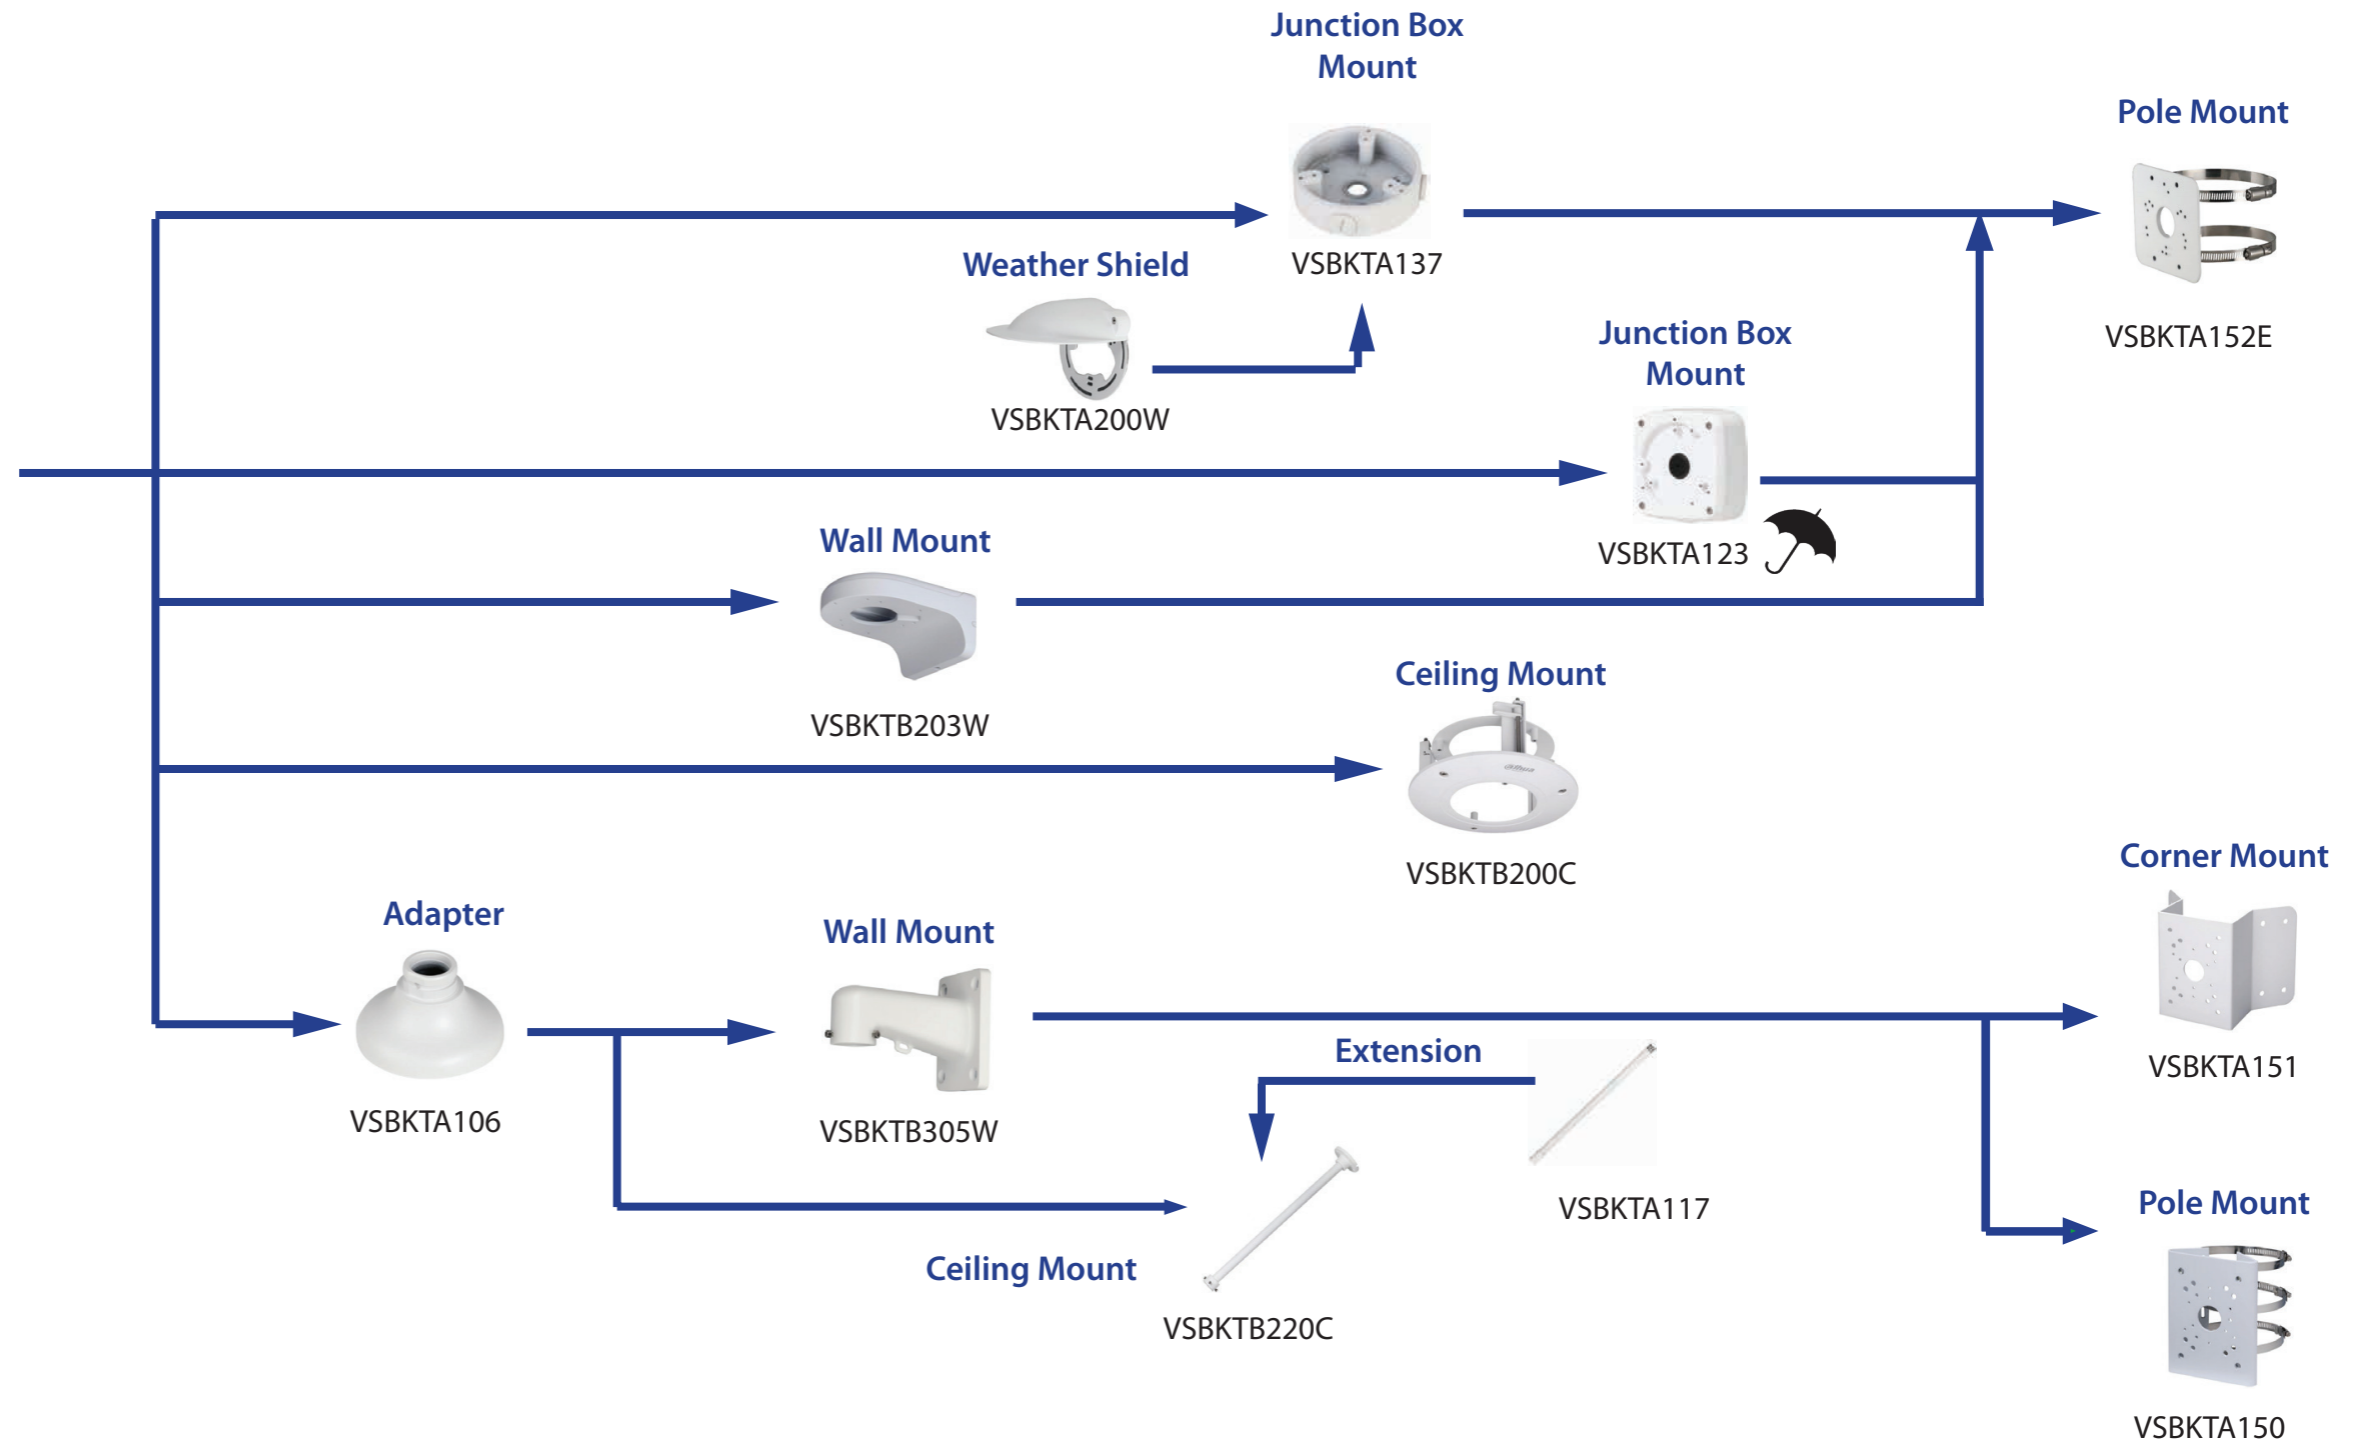 Junction Box
Mount
VSBKTA137
Pole Mount
VSBKTA152E
Weather Shield
VSBKTA200W
Junction Box
Mount
VSBKTA123
Wall Mount
VSBKTB203W
Ceiling Mount
alhua
VSBKTB200C
Corner Mount
VSBKTA151
Adapter
VSBKTA106
Wall Mount
VSBKTB305W
Extension
VSBKTA117
Ceiling Mount
VSBKTB220C
Pole Mount
VSBKTA150